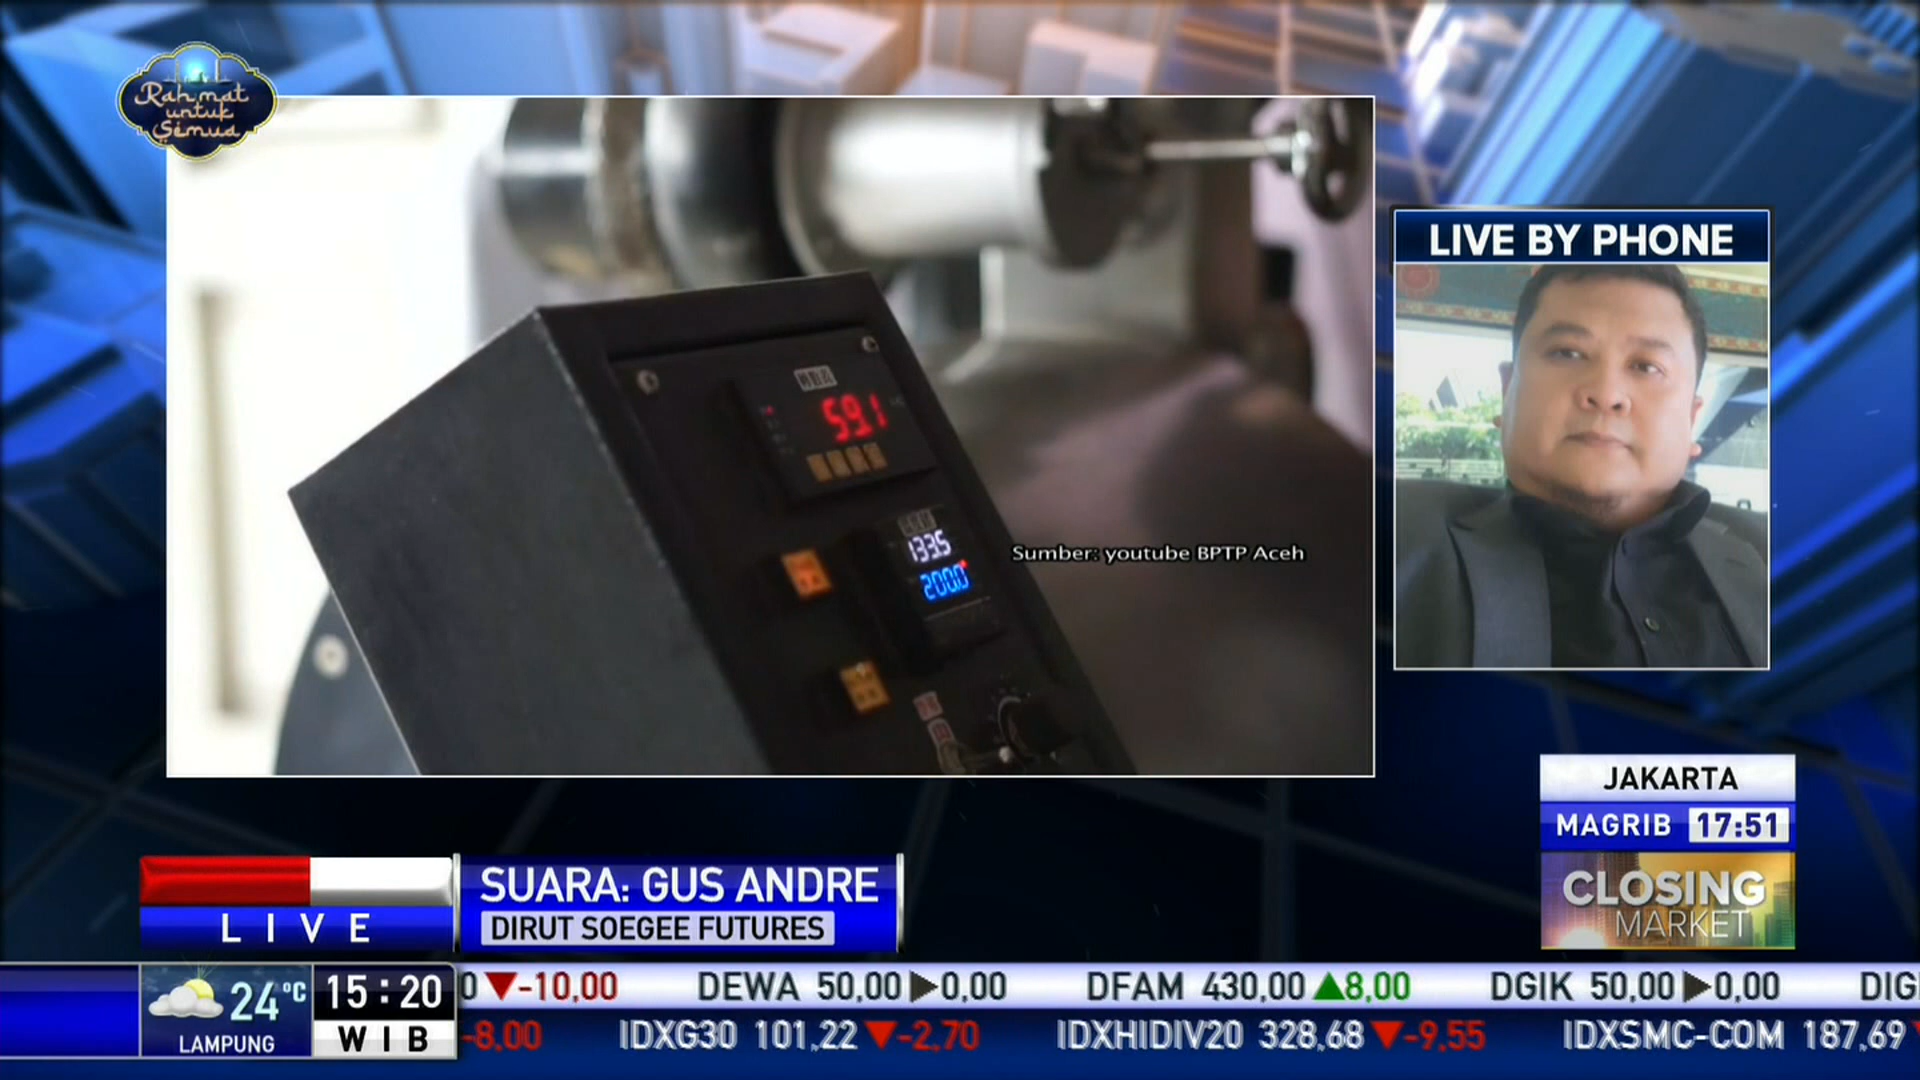 Rahmat
untuk
Semua
LIVE BY PHONE
591
133.5
200.0
Sumber: youtube BPTP Aceh
JAKARTA
MAGRIB 17:51
CLOSING
MARKET
LIVE
SUARA: GUS ANDRE
DIRUT SOEGEE FUTURES
24°C
LAMPUNG
15:20
WIB
0 ▼-10,00 DEWA 50,00 ▶0,00 DFAM 430,00 ▲8,00 DGIK 50,00 ▶0,00 DIG
-8.00 IDXG30 101,22 ▼-2,70 IDXHIDIV20 328,68 ▼-9,55 IDXSMC-COM 187,69